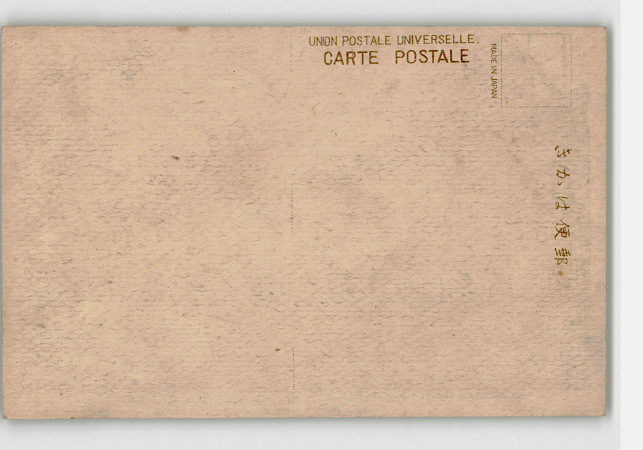 UNION POSTALE UNIVERSELLE.
CARTE POSTALE
MADE IN JAPAN
きかは便郵